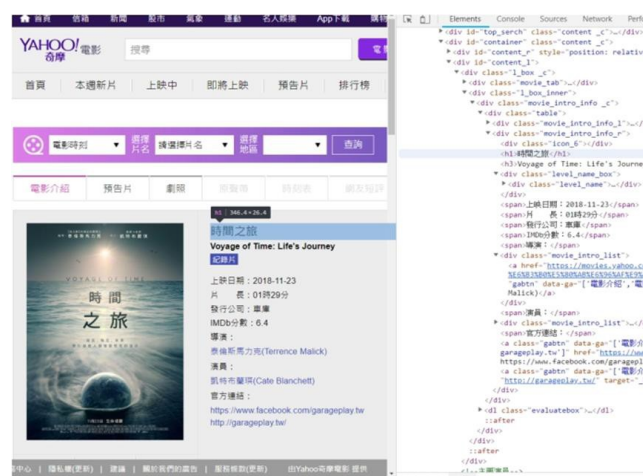 首頁 信箱 新聞 股市 氣象 運動 名人娛樂 App下載 購物
YAHOO! 電影
奇摩
搜尋
首頁 本週新片 上映中 即將上映 預告片 排行榜
電影時刻 選擇片名 請選擇片名 選擇地區 查詢
電影介紹 預告片 劇照
h1 346.4×26.4
時間之旅
Voyage of Time: Life's Journey
紀錄片
上映日期：2018-11-23
片 長：01時29分
發行公司：車庫
IMDb分數：6.4
導演：
泰倫斯馬力克(Terrence Malick)
演員：
凱特布蘭琪(Cate Blanchett)
官方連結：
https://www.facebook.com/garageplay.tw
http://garageplay.tw/
VOYAGE OF TIME
時間
之旅
隱私權(更新) | 建議 | 關於我們的廣告 | 服務條款(更新) 由Yahoo奇摩電影 提供
Elements Console Sources Network
<div id="top_serch" class="content _c">…</div>
<div id="container" class="content _c">
<div id="content_r" style="position: relativ
<div id="content_l">
<div class="l_box _c">
<div class="movie_tab">…</div>
<div class="l_box_inner">
<div class="movie_intro_info _c">
<div class="table">
<div class="movie_intro_info_l">…</
<div class="movie_intro_info_r">
<div class="icon_6"></div>
<h1>時間之旅</h1>
<h3>Voyage of Time: Life's Journe
<div class="level_name_box">
<div class="level_name">…</div>
</div>
<span>上映日期：2018-11-23</span>
<span>片 長：01時29分</span>
<span>發行公司：車庫</span>
<span>IMDb分數：6.4</span>
<span>導演：</span>
<div class="movie_intro_list">
<a href="https://movies.yahoo.c
"gabtn" data-ga="['電影介紹','電
Malick)</a>
</div>
<span>演員：</span>
<div class="movie_intro_list">…</
<span>官方連結：</span>
<a class="gabtn" data-ga="['電影介
garageplay.tw']" href="https://ww
https://www.facebook.com/garagepl
<a class="gabtn" data-ga="['電影介
"http://garageplay.tw/" target="_
</div>
</div>
<dl class="evaluatebox">…</dl>
::after
</div>
::after
</div>